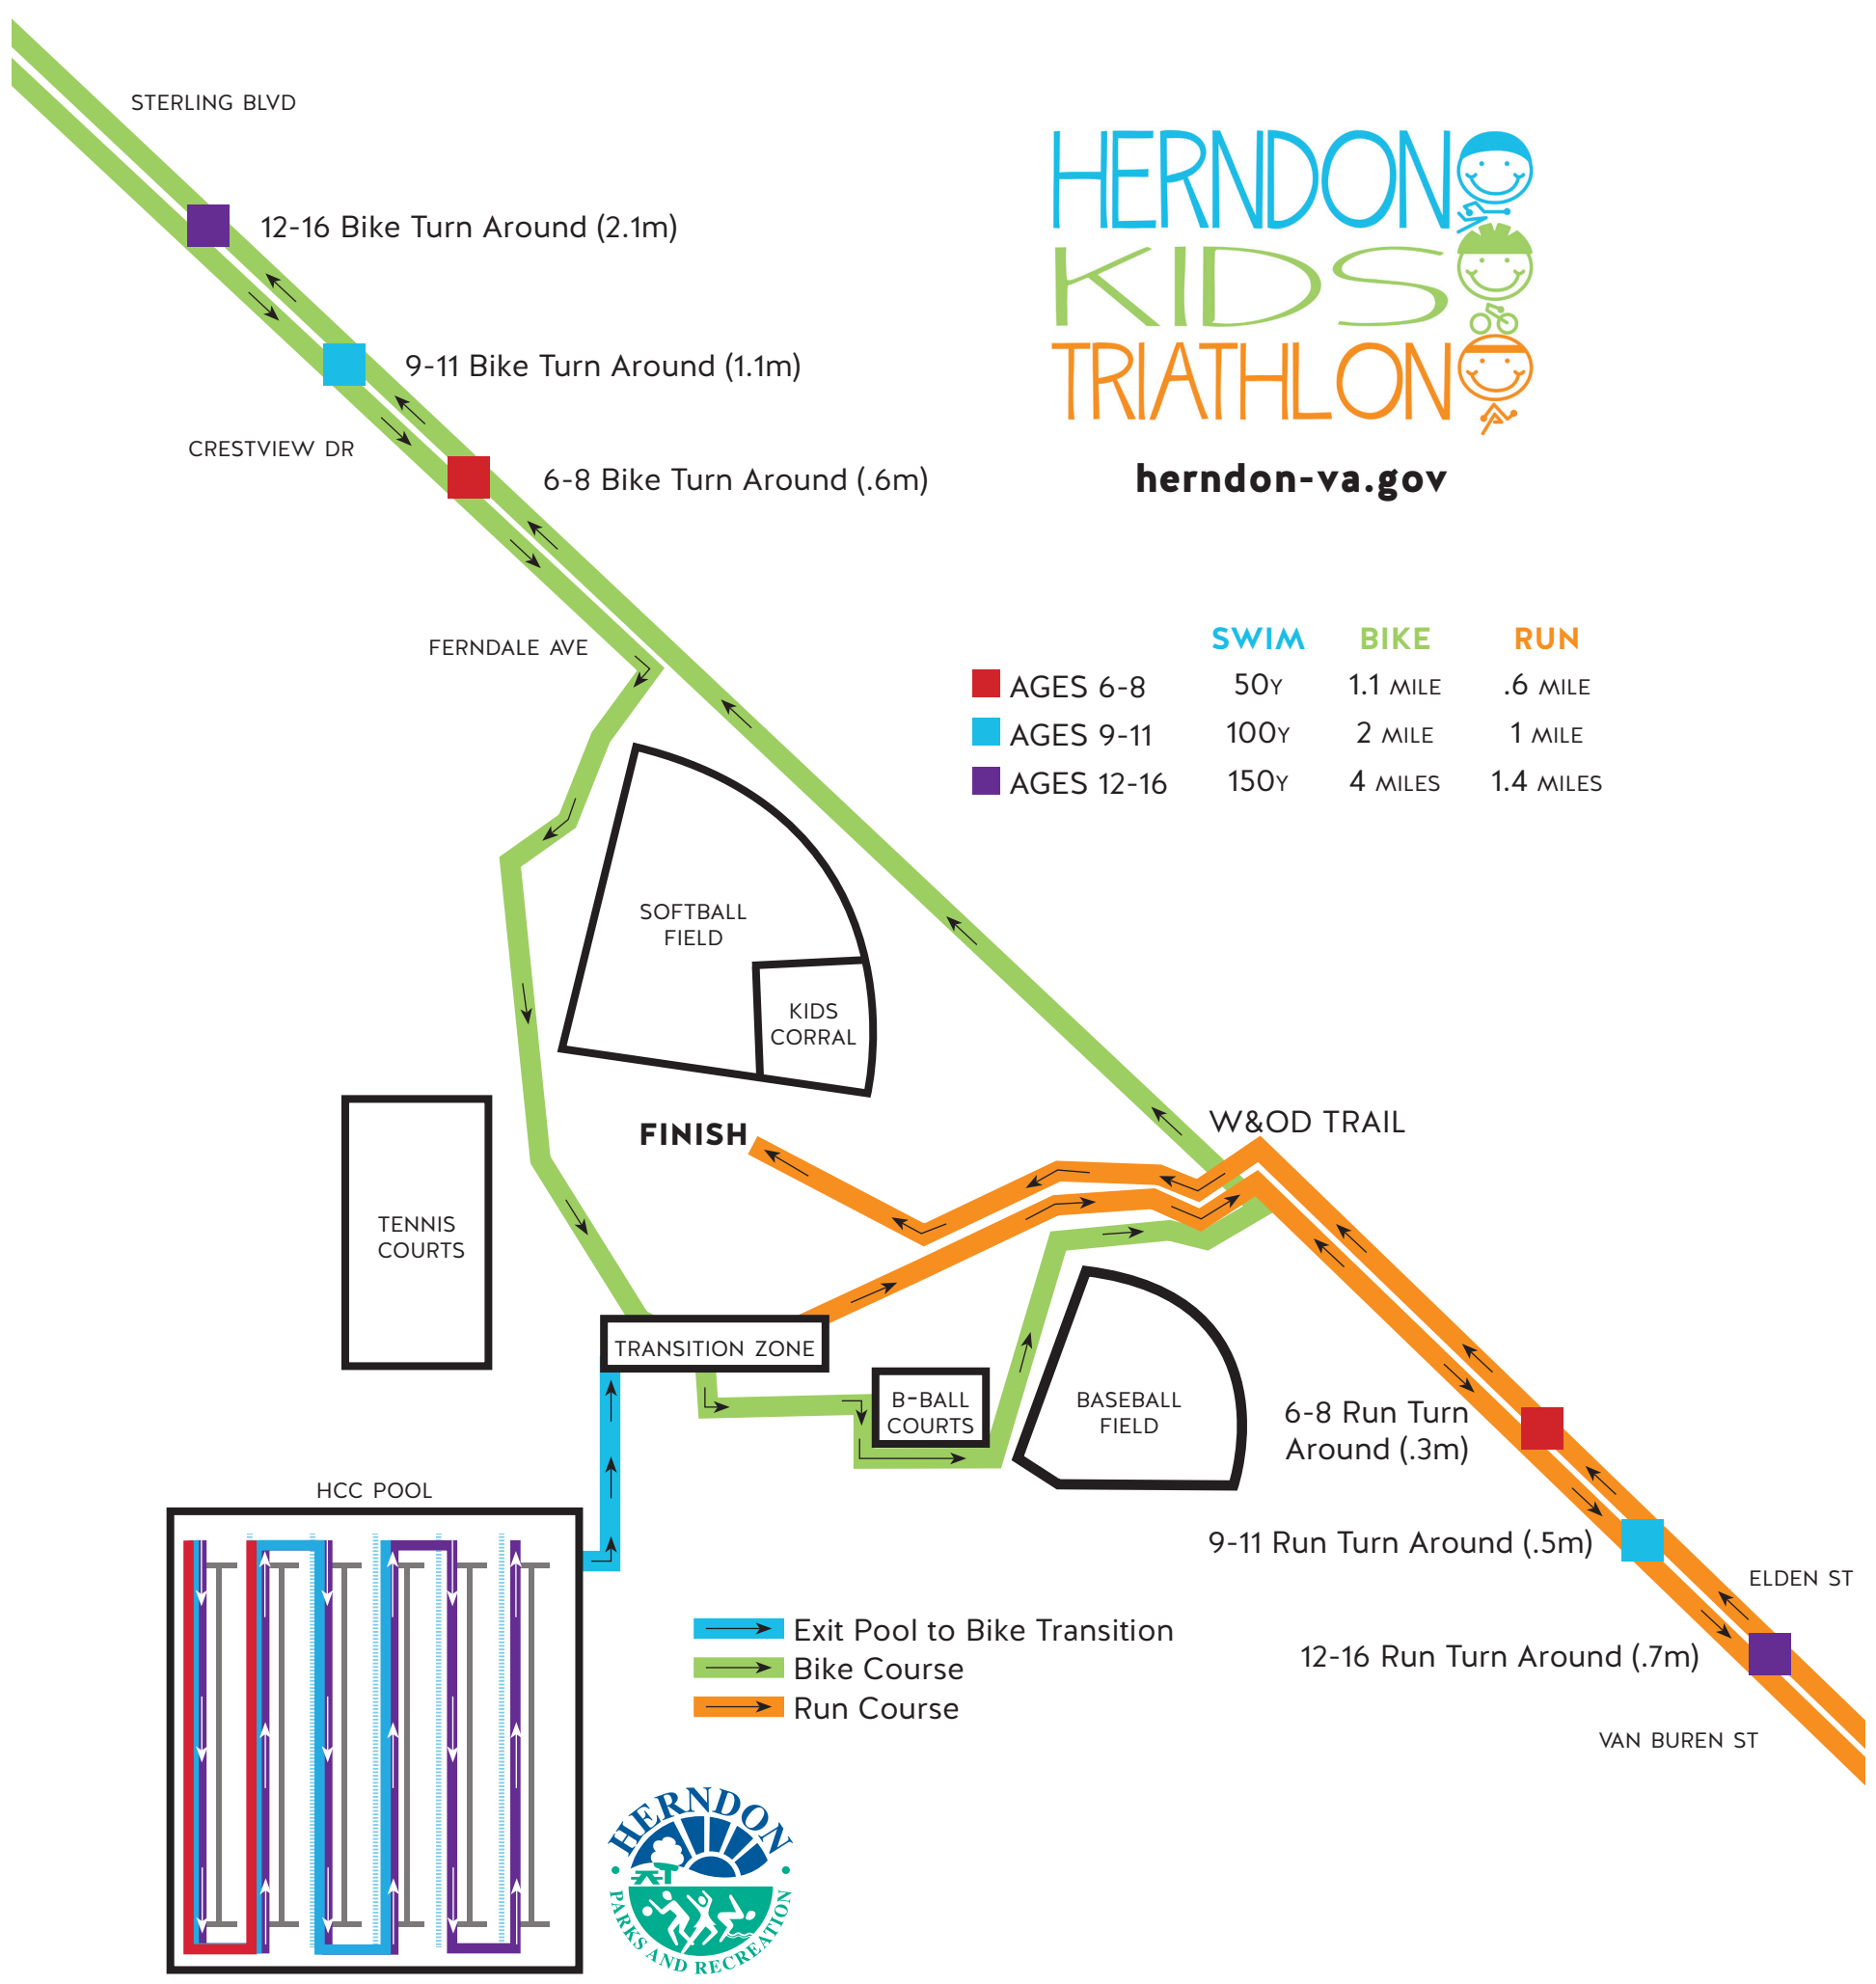 STERLING BLVD
12-16 Bike Turn Around (2.1m)
9-11 Bike Turn Around (1.1m)
CRESTVIEW DR
6-8 Bike Turn Around (.6m)
FERNDALE AVE
HERNDON
KIDS
TRIATHLON
herndon-va.gov
SWIM BIKE RUN
AGES 6-8 50Y 1.1 MILE .6 MILE
AGES 9-11 100Y 2 MILE 1 MILE
AGES 12-16 150Y 4 MILES 1.4 MILES
SOFTBALL
FIELD
KIDS
CORRAL
FINISH
W&OD TRAIL
TENNIS
COURTS
TRANSITION ZONE
B-BALL
COURTS
BASEBALL
FIELD
6-8 Run Turn
Around (.3m)
9-11 Run Turn Around (.5m)
ELDEN ST
12-16 Run Turn Around (.7m)
VAN BUREN ST
HCC POOL
Exit Pool to Bike Transition
Bike Course
Run Course
HERNDON
PARKS AND RECREATION